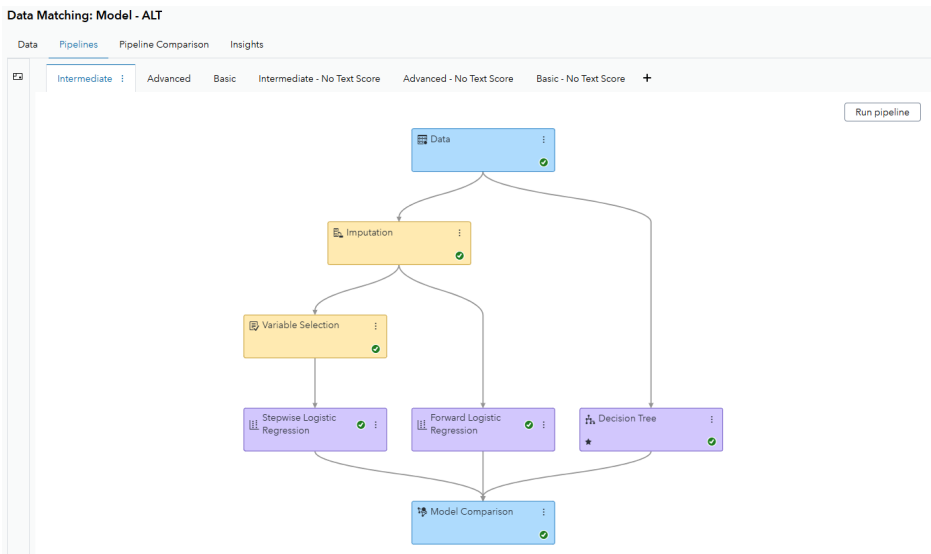 Data Matching: Model - ALT
Data Pipelines Pipeline Comparison Insights
Intermediate Advanced Basic Intermediate - No Text Score Advanced - No Text Score Basic - No Text Score +
Run pipeline
Data
Imputation
Variable Selection
Stepwise Logistic
Regression
Forward Logistic
Regression
Decision Tree
Model Comparison